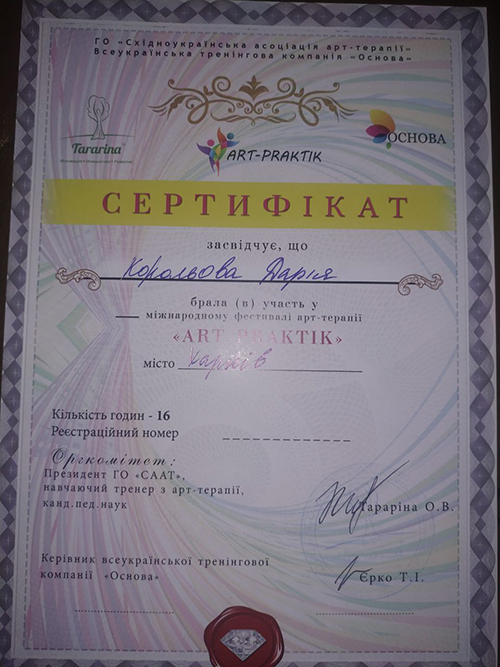 ГО «Східноукраїнська асоціація арт-терапії»
Всеукраїнська тренінгова компанія «Основа»
Tararina
ART-PRAKTIK
ОСНОВА
СЕРТИФІКАТ
засвідчує, що
Корольова Дарія
брала (в) участь у
міжнародному фестивалі арт-терапії
«ART-PRAKTIK»
місто Харків
Кількість годин - 16
Реєстраційний номер
Оргкомітет:
Президент ГО «СААТ»,
навчаючий тренер з арт-терапії,
канд.пед.наук
Тараріна О.В.
Керівник всеукраїнської тренінгової
компанії «Основа»
Єрко Т.І.